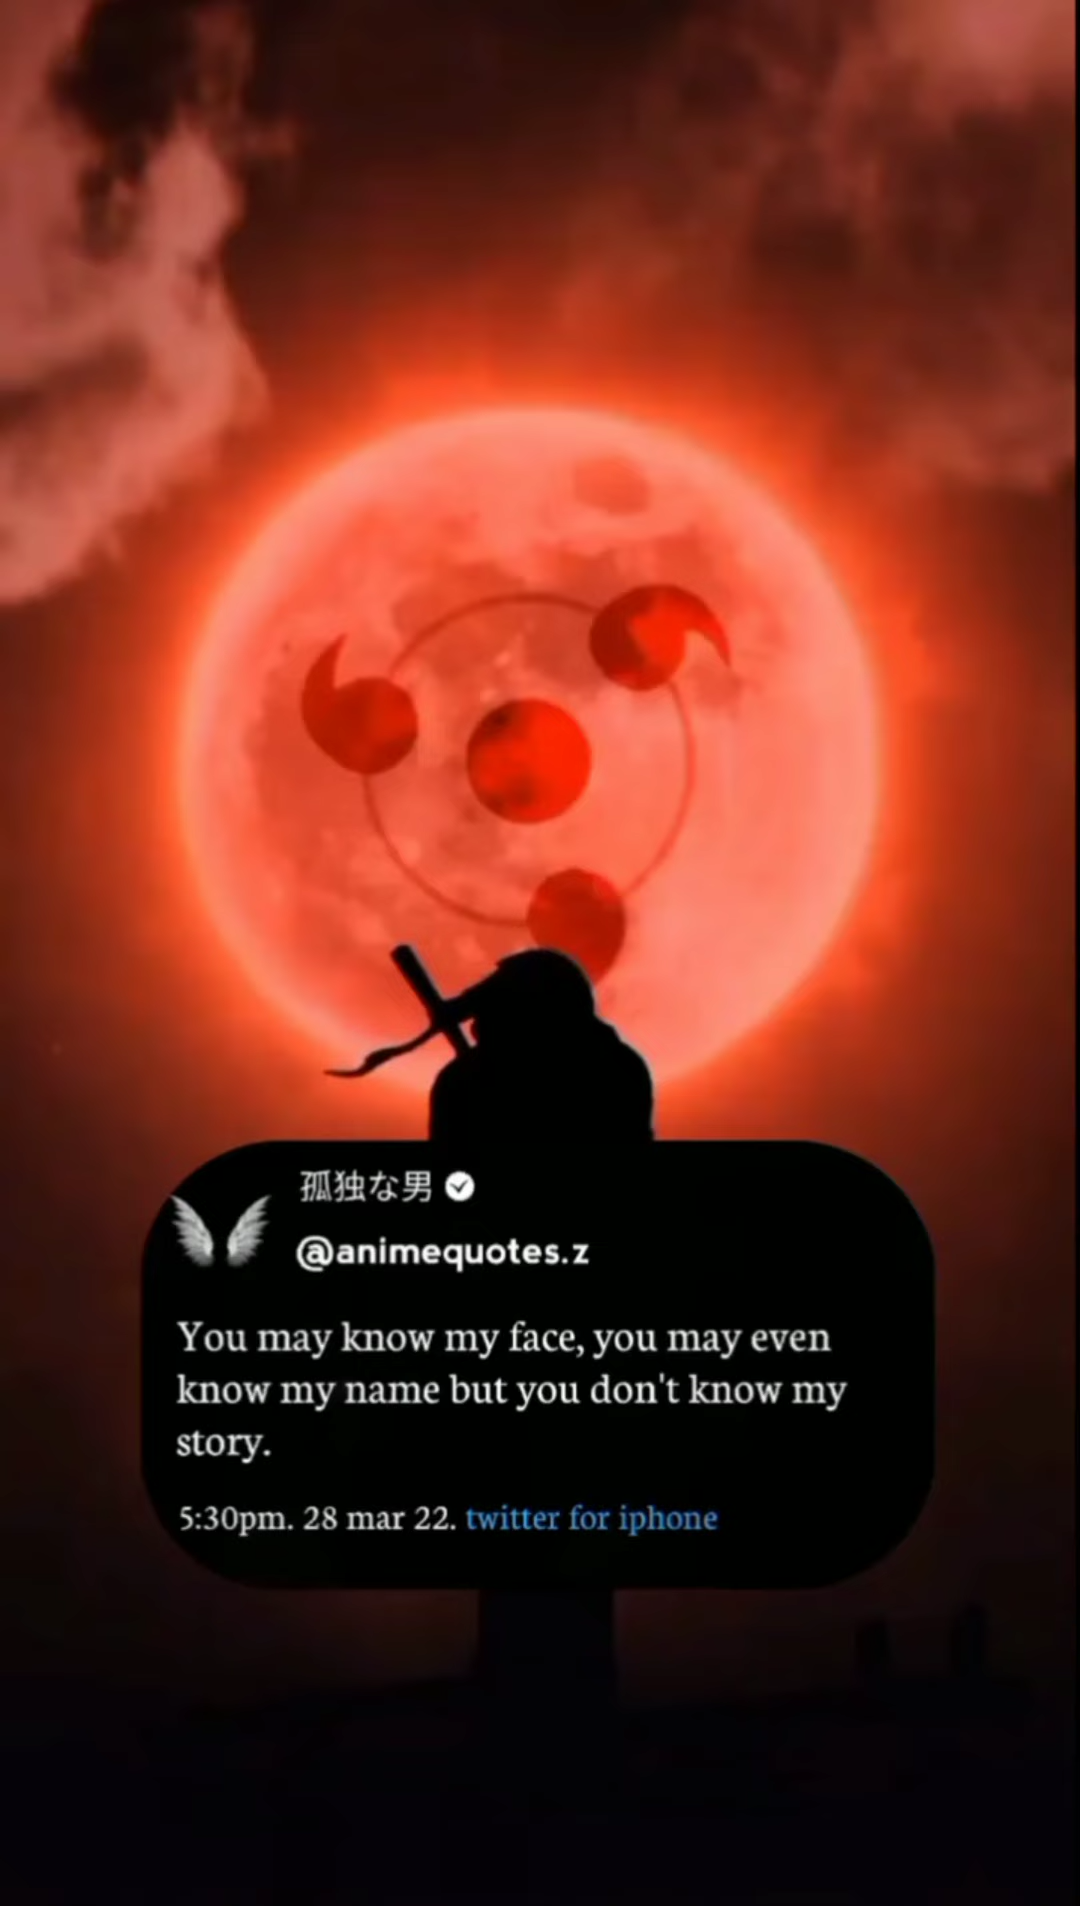 孤独な男
@animequotes.z
You may know my face, you may even
know my name but you don't know my
story.
5:30pm. 28 mar 22. twitter for iphone